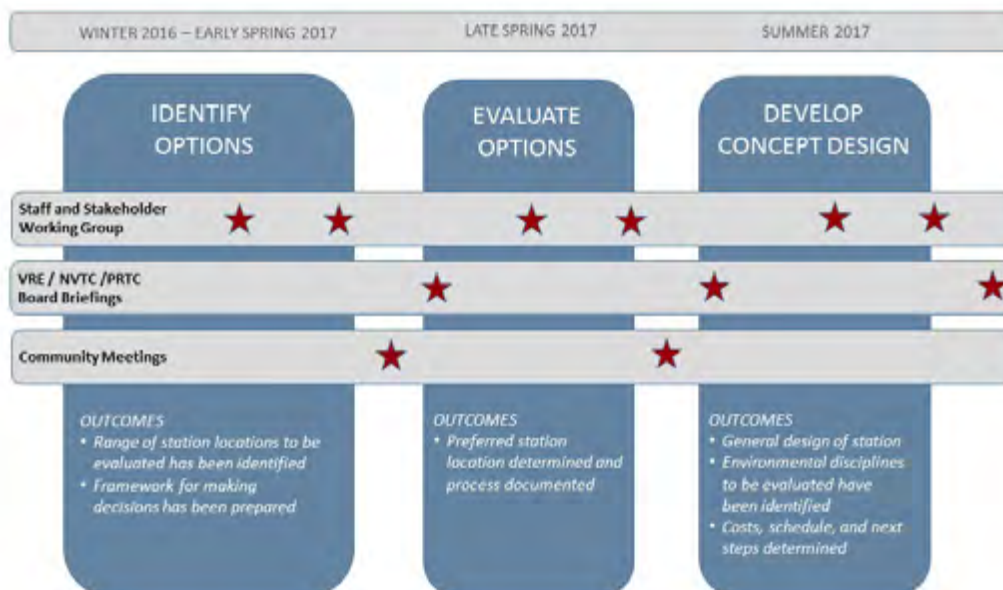 WINTER 2016 – EARLY SPRING 2017
LATE SPRING 2017
SUMMER 2017
IDENTIFY
OPTIONS
EVALUATE
OPTIONS
DEVELOP
CONCEPT DESIGN
Staff and Stakeholder
Working Group
VRE / NVTC /PRTC
Board Briefings
Community Meetings
OUTCOMES
• Range of station locations to be
evaluated has been identified
• Framework for making
decisions has been prepared
OUTCOMES
• Preferred station
location determined and
process documented
OUTCOMES
• General design of station
• Environmental disciplines
to be evaluated have
been identified
• Costs, schedule, and next
steps determined